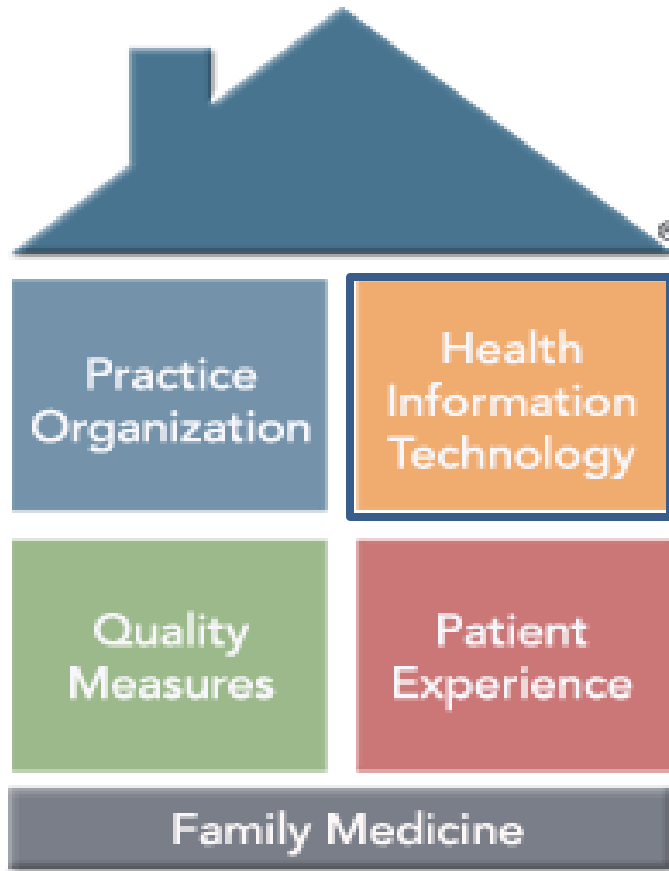 ®
Practice
Organization
Health
Information
Technology
Quality
Measures
Patient
Experience
Family Medicine